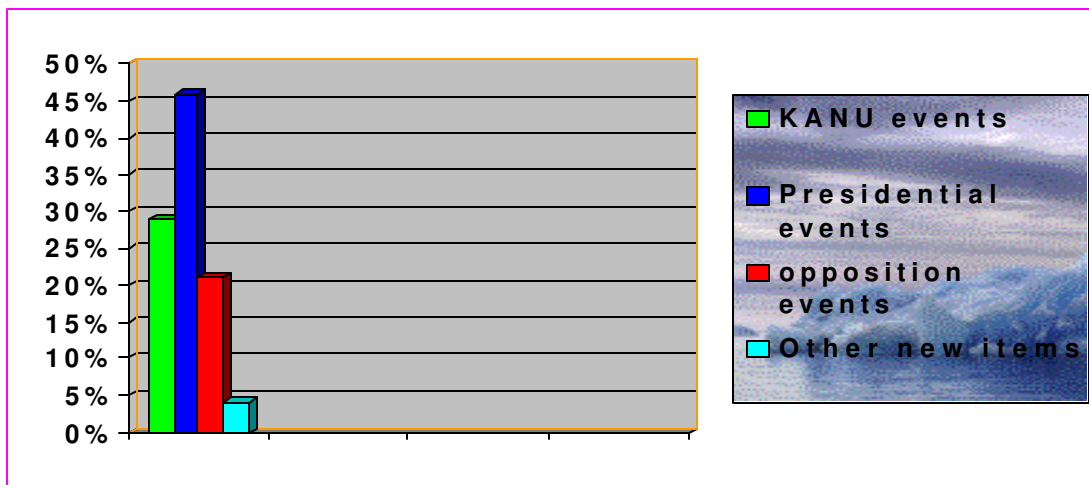 50%
45%
40%
35%
30%
25%
20%
15%
10%
5%
0%
KANU events
Presidential
events
opposition
events
Other new items